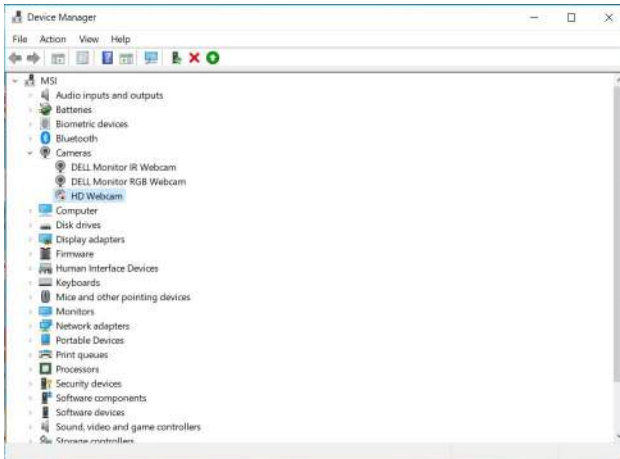 Device Manager
File Action View Help
MSI
Audio inputs and outputs
Batteries
Biometric devices
Bluetooth
Cameras
DELL Monitor IR Webcam
DELL Monitor RGB Webcam
HD Webcam
Computer
Disk drives
Display adapters
Firmware
Human Interface Devices
Keyboards
Mice and other pointing devices
Monitors
Network adapters
Portable Devices
Print queues
Processors
Security devices
Software components
Software devices
Sound, video and game controllers
Storage controllers